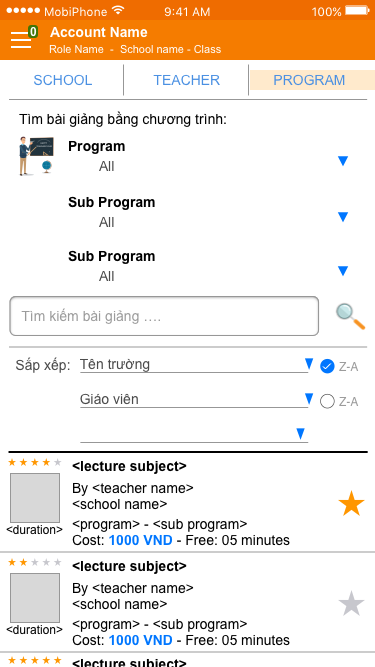 MobiPhone 9:41 AM 100%
0 Account Name
Role Name - School name - Class
SCHOOL TEACHER PROGRAM
Tìm bài giảng bằng chương trình:
Program
All
Sub Program
All
Sub Program
All
Tìm kiếm bài giảng ....
Sắp xếp: Tên trường Z-A
Giáo viên Z-A
<lecture subject>
By <teacher name>
<school name>
<program> - <sub program>
<duration>
Cost: 1000 VND - Free: 05 minutes
<lecture subject>
By <teacher name>
<school name>
<program> - <sub program>
<duration>
Cost: 1000 VND - Free: 05 minutes
<lecture subject>